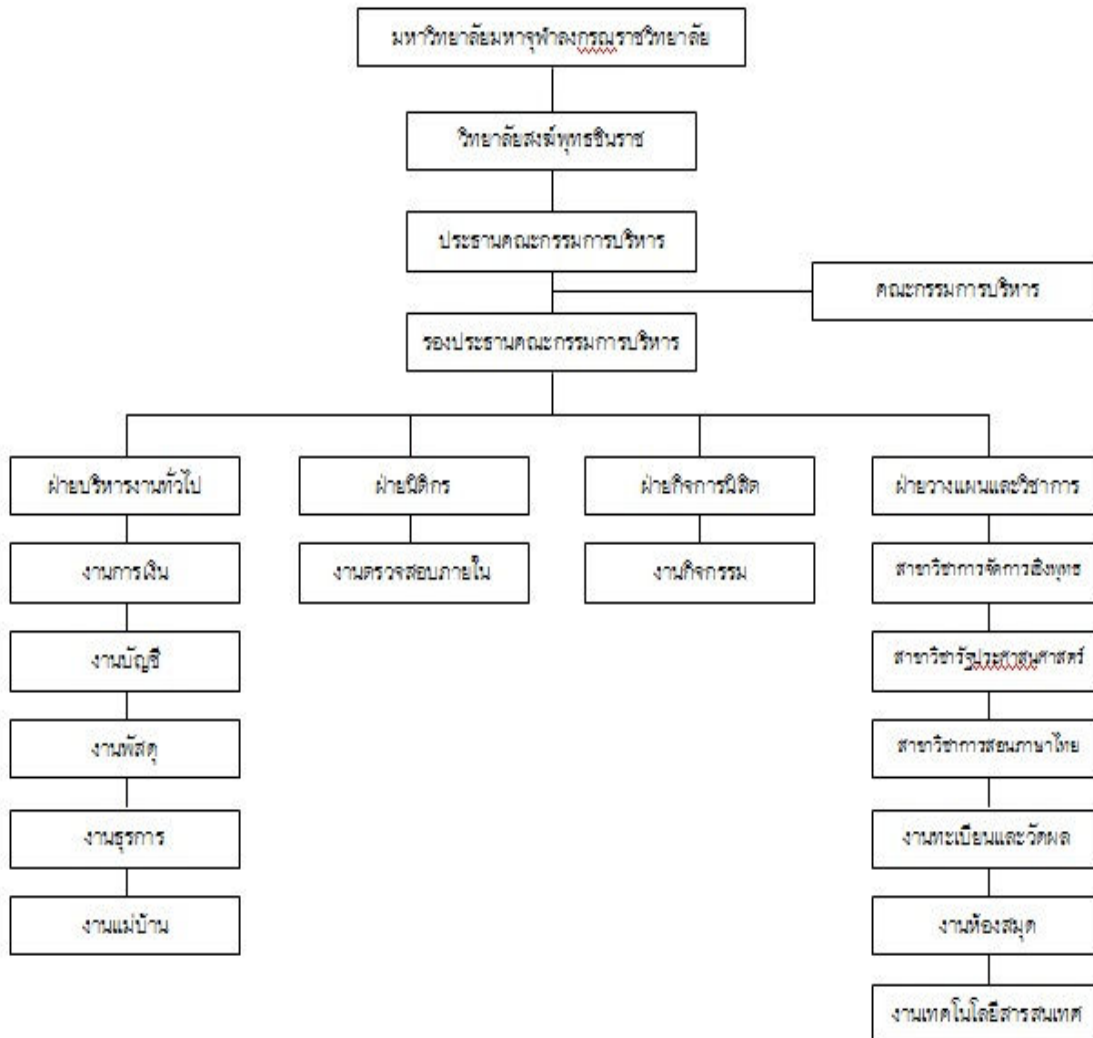 มหาวิทยาลัยมหาจุฬาลงกรณราชวิทยาลัย
วิทยาลัยสงฆ์พุทธชินราช
ประธานคณะกรรมการบริหาร
คณะกรรมการบริหาร
รองประธานคณะกรรมการบริหาร
ฝ่ายบริหารงานทั่วไป
ฝ่ายนิติกร
ฝ่ายกิจการนิสิต
ฝ่ายวางแผนและวิชาการ
งานการเงิน
งานตรวจสอบภายใน
งานกิจกรรม
สาขาวิชาการจัดการเชิงพุทธ
งานบัญชี
สาขาวิชารัฐประศาสนศาสตร์
งานพัสดุ
สาขาวิชาการสอนภาษาไทย
งานธุรการ
งานทะเบียนและวัดผล
งานแม่บ้าน
งานห้องสมุด
งานเทคโนโลยีสารสนเทศ